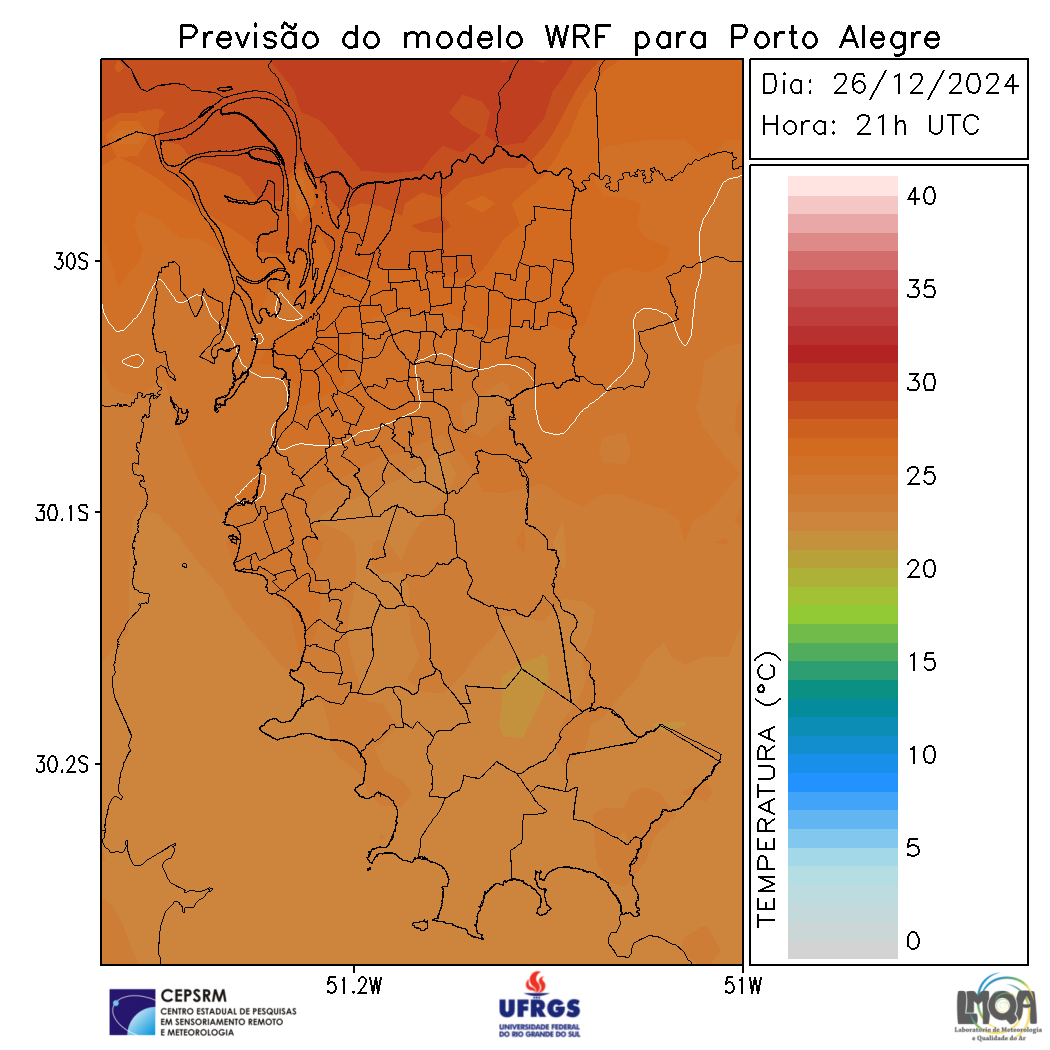 Previsão do modelo WRF para Porto Alegre
Dia: 26/12/2024
Hora: 21h UTC
30S
30.1S
30.2S
51.2W
51W
TEMPERATURA (°C)
40
35
30
25
20
15
10
5
0
CEPSRM
CENTRO ESTADUAL DE PESQUISAS
EM SENSORIAMENTO REMOTO
E METEOROLOGIA
UFRGS
UNIVERSIDADE FEDERAL
DO RIO GRANDE DO SUL
LMQA
Laboratório de Meteorologia
e Qualidade do Ar